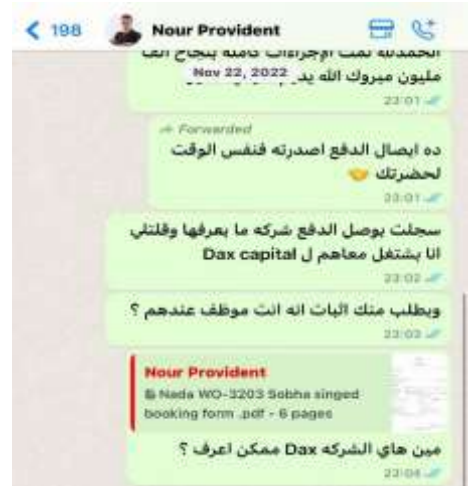 198
Nour Provident
الحمدلله تمت الإجراءات كاملة بنجاح الف
مليون مبروك الله
Nov 22, 2022
23:01
Forwarded
ده ايصال الدفع اصدرته فنفس الوقت
لحضرتك 🤝
23:01
سجلت بوصل الدفع شركه ما بعرفها وقلتلي
انا بشتغل معاهم ل Dax capital
23:02
وبطلب منك اثبات انه انت موظف عندهم ؟
23:03
Nour Provident
Nada WO-3203 Sobha singed
booking form .pdf - 6 pages
مين هاي الشركه Dax ممكن اعرف ؟
23:04